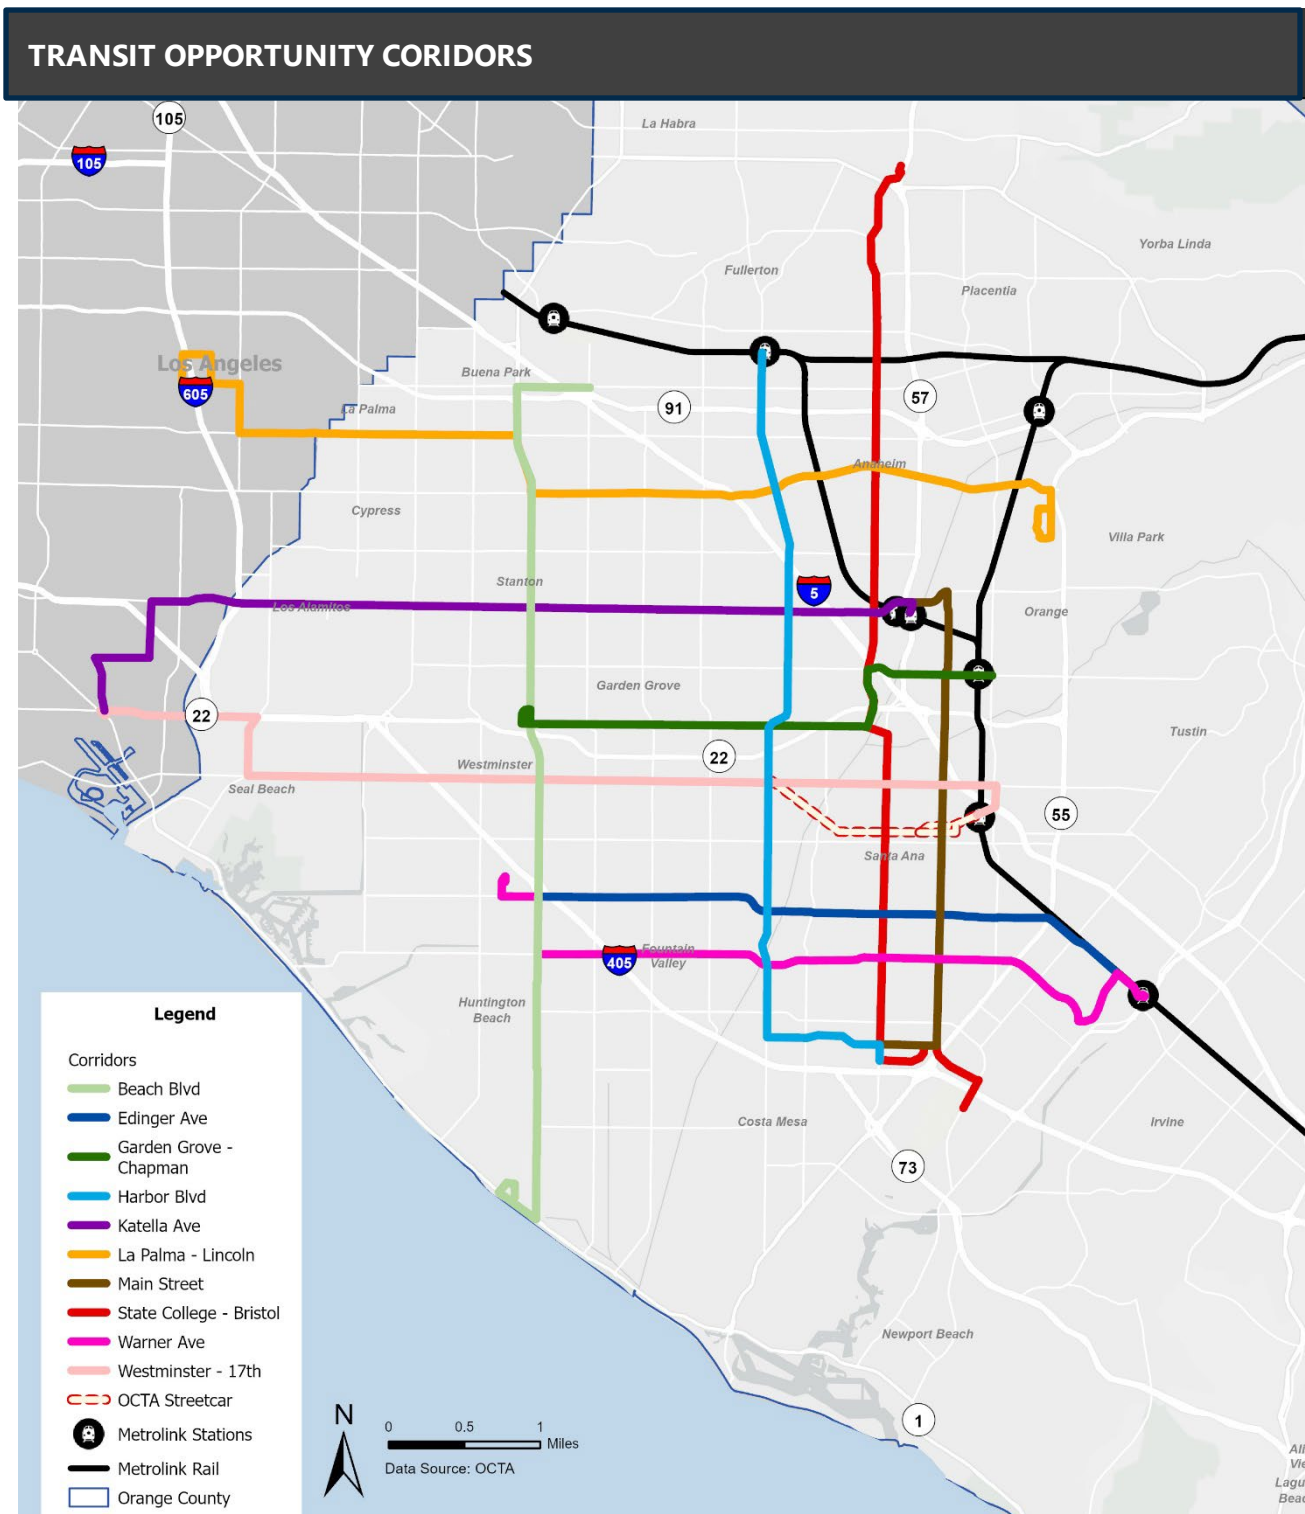 TRANSIT OPPORTUNITY CORIDORS
105
105
La Habra
Yorba Linda
Fullerton
Placentia
Los Angeles
605
Buena Park
La Palma
91
57
Anaheim
Cypress
Villa Park
Stanton
5
Los Alamitos
Orange
Garden Grove
22
22
Westminster
Tustin
Seal Beach
55
Santa Ana
Fountain
Valley
405
Huntington
Beach
Costa Mesa
Irvine
73
Newport Beach
1
Legend
Corridors
Beach Blvd
Edinger Ave
Garden Grove -
Chapman
Harbor Blvd
Katella Ave
La Palma - Lincoln
Main Street
State College - Bristol
Warner Ave
Westminster - 17th
OCTA Streetcar
Metrolink Stations
Metrolink Rail
Orange County
N
0 0.5 1
Miles
Data Source: OCTA
Ali
Vie
Lagu
Beac